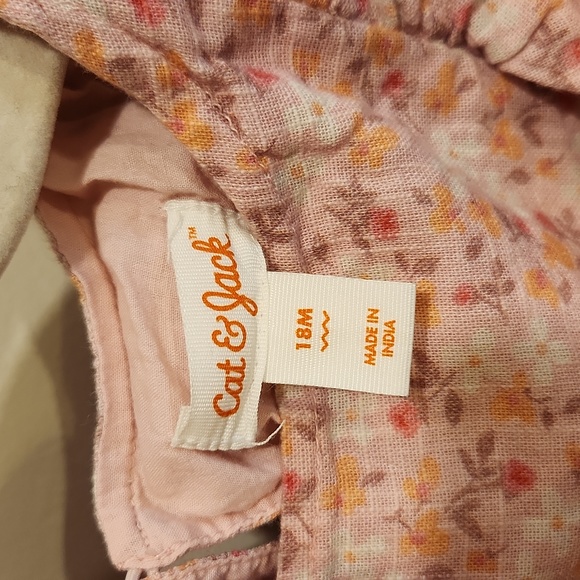 Cat & Jack™
18M
MADE IN
INDIA